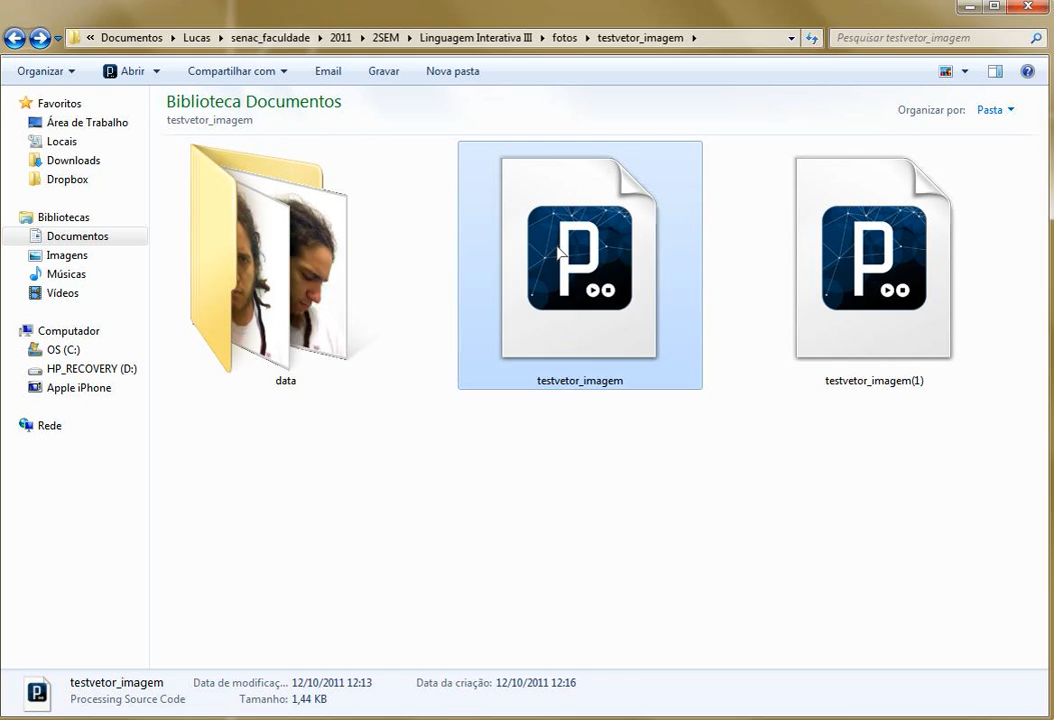 « Documentos Lucas senac_faculdade 2011 2SEM Linguagem Interativa III fotos testvetor_imagem Pesquisar testvetor_imagem
Organizar Abrir Compartilhar com Email Gravar Nova pasta
Favoritos
Área de Trabalho
Locais
Downloads
Dropbox
Bibliotecas
Documentos
Imagens
Músicas
Vídeos
Computador
OS (C:)
HP_RECOVERY (D:)
Apple iPhone
Rede
Biblioteca Documentos
testvetor_imagem
Organizar por: Pasta
P
P
data
testvetor_imagem
testvetor_imagem(1)
testvetor_imagem Data de modificaç... 12/10/2011 12:13 Data da criação: 12/10/2011 12:16
Processing Source Code Tamanho: 1,44 KB